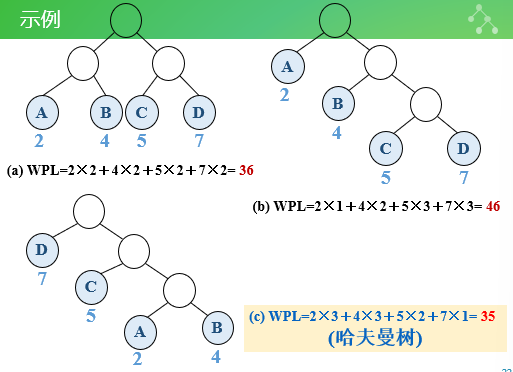 示例
A
B
C
D
2
4
5
7
(a) WPL=2×2+4×2+5×2+7×2= 36
A
2
B
4
C
D
5
7
(b) WPL=2×1+4×2+5×3+7×3= 46
D
7
C
5
A
B
2
4
(c) WPL=2×3+4×3+5×2+7×1= 35
(哈夫曼树)